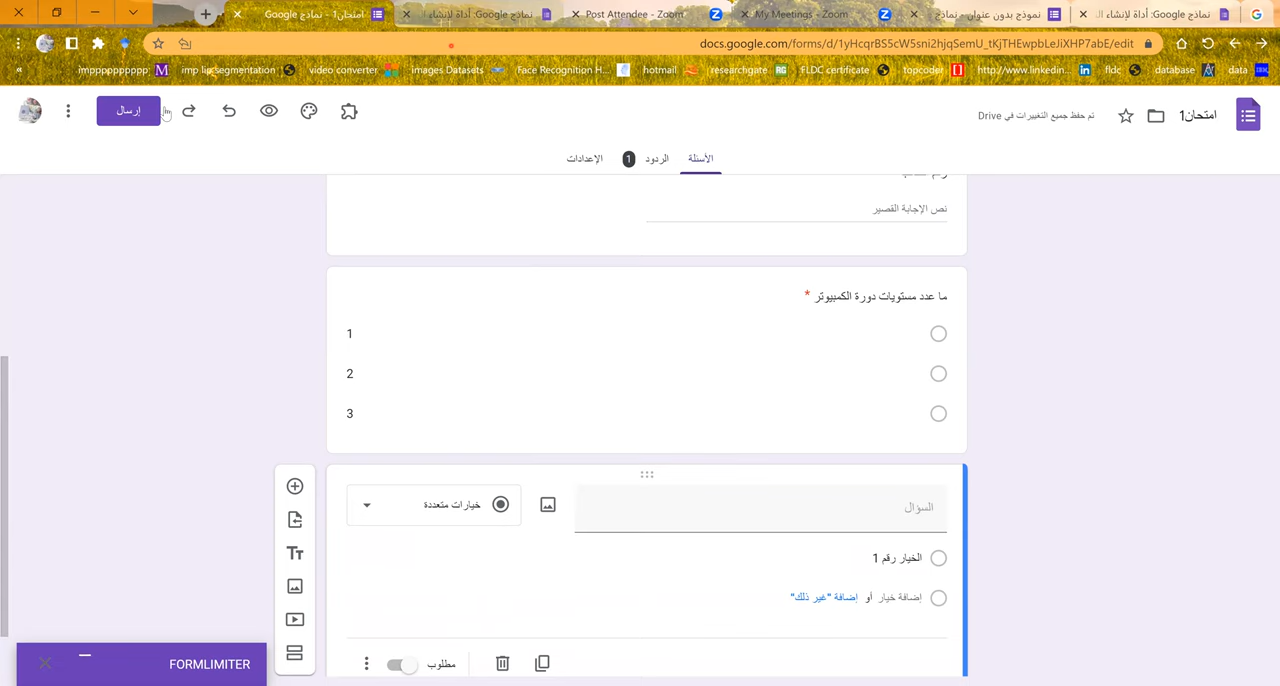 امتحان1 - نماذج Google
نماذج Google: أداة لإنشاء ا
Post Attendee - Zoom
My Meetings - Zoom
نموذج بدون عنوان - نماذج
نماذج Google: أداة لإنشاء ال
docs.google.com/forms/d/1yHcqrBS5cW5sni2hjqSemU_tKjTHEwpbLeJiXHP7abE/edit
«
imppppppppp:
imp lip segmentation
video converter
images Datasets
Face Recognition H...
hotmail
researchgate
FLDC certificate
topcoder
http://www.linkedin...
fldc
database
data
إرسال
تم حفظ جميع التغييرات في Drive
امتحان1
الأسئلة
الردود 1
الإعدادات
نص الإجابة القصير
ما عدد مستويات دورة الكمبيوتر *
1
2
3
السؤال
خيارات متعددة
الخيار رقم 1
إضافة خيار أو إضافة "غير ذلك"
مطلوب
FORMLIMITER